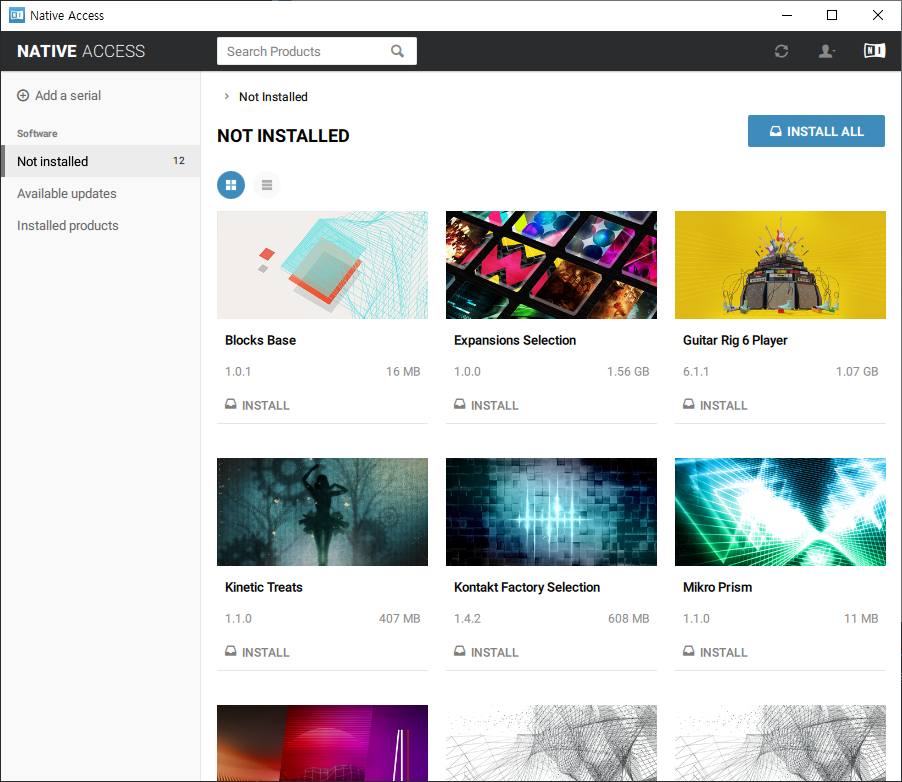 Native Access
NATIVE ACCESS
Search Products
NI
Add a serial
Software
Not installed 12
Available updates
Installed products
> Not Installed
NOT INSTALLED
INSTALL ALL
Blocks Base
1.0.1 16 MB
INSTALL
Expansions Selection
1.0.0 1.56 GB
INSTALL
Guitar Rig 6 Player
6.1.1 1.07 GB
INSTALL
Kinetic Treats
1.1.0 407 MB
INSTALL
Kontakt Factory Selection
1.4.2 608 MB
INSTALL
Mikro Prism
1.1.0 11 MB
INSTALL